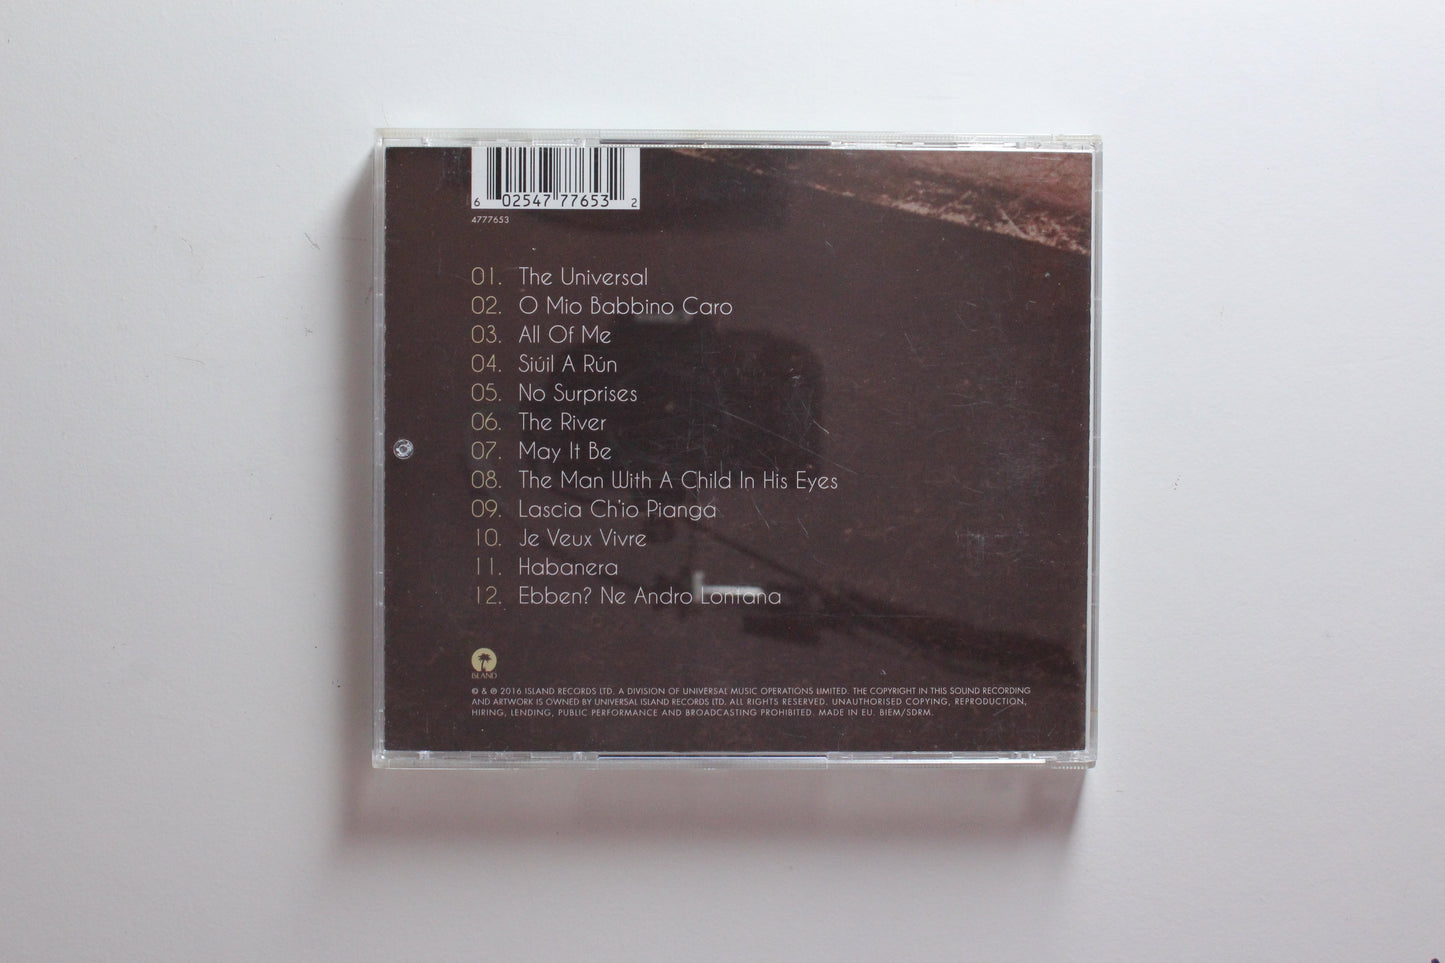 6 02547 77653 2
4777653
01. The Universal
02. O Mio Babbino Caro
03. All Of Me
04. Siúil A Rún
05. No Surprises
06. The River
07. May It Be
08. The Man With A Child In His Eyes
09. Lascia Ch'io Piangá
10. Je Veux Vivre
11. Habanera
12. Ebben? Ne Andro Lontana
ISLAND
© & ℗ 2016 ISLAND RECORDS LTD. A DIVISION OF UNIVERSAL MUSIC OPERATIONS LIMITED. THE COPYRIGHT IN THIS SOUND RECORDING
AND ARTWORK IS OWNED BY UNIVERSAL ISLAND RECORDS LTD. ALL RIGHTS RESERVED. UNAUTHORISED COPYING, REPRODUCTION,
HIRING, LENDING, PUBLIC PERFORMANCE AND BROADCASTING PROHIBITED. MADE IN EU. BIEM/SDRM.